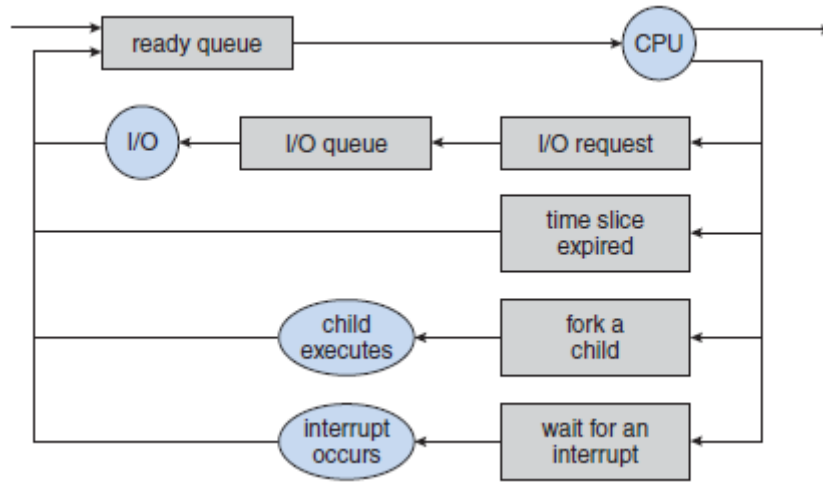 ready queue
CPU
I/O
I/O queue
I/O request
time slice
expired
child
executes
fork a
child
interrupt
occurs
wait for an
interrupt